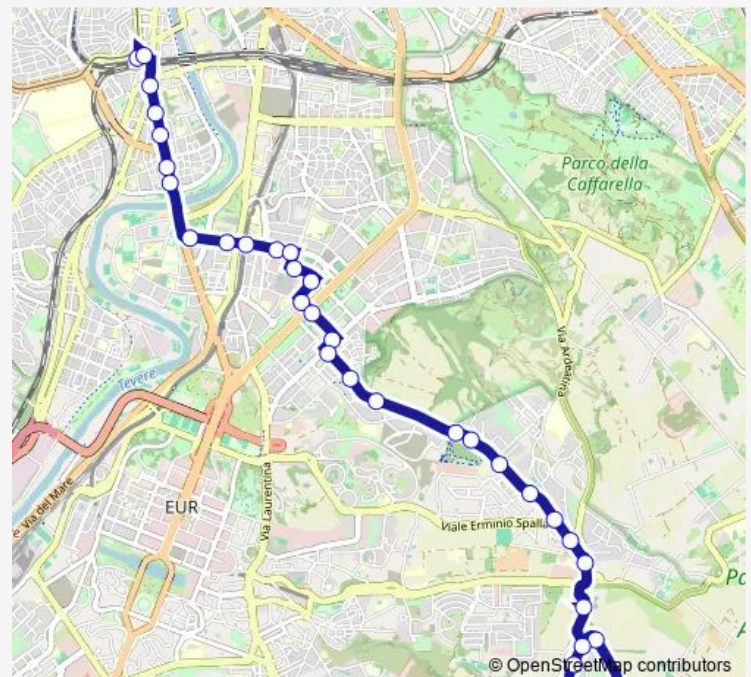 Parco della
Caffarella
Via Ardeatina
Tevere
Via del Mare
EUR
Via Laurentina
Viale Erminio Spalla
© OpenStreetMap contributors